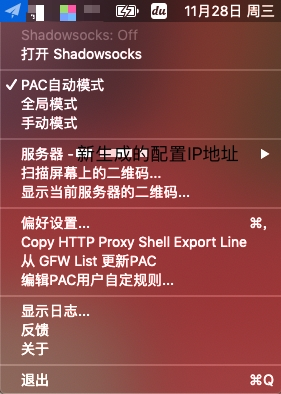 du 11月28日 周三
Shadowsocks: Off
打开 Shadowsocks
PAC自动模式
全局模式
手动模式
服务器 - 新生成的配置IP地址
扫描屏幕上的二维码...
显示当前服务器的二维码...
偏好设置... ⌘,
Copy HTTP Proxy Shell Export Line
从 GFW List 更新PAC
编辑PAC用户自定规则...
显示日志...
反馈
关于
退出 ⌘Q